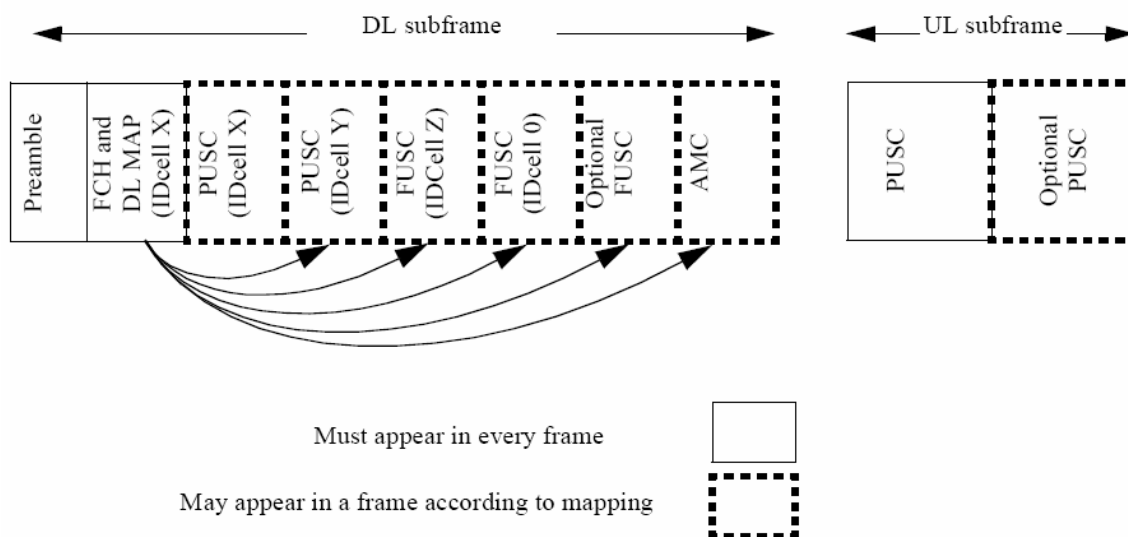 DL subframe
UL subframe
Preamble
FCH and
DL MAP
(IDcell X)
PUSC
(IDcell X)
PUSC
(IDcell Y)
FUSC
(IDCell Z)
FUSC
(IDcell 0)
Optional
FUSC
AMC
PUSC
Optional
PUSC
Must appear in every frame
May appear in a frame according to mapping